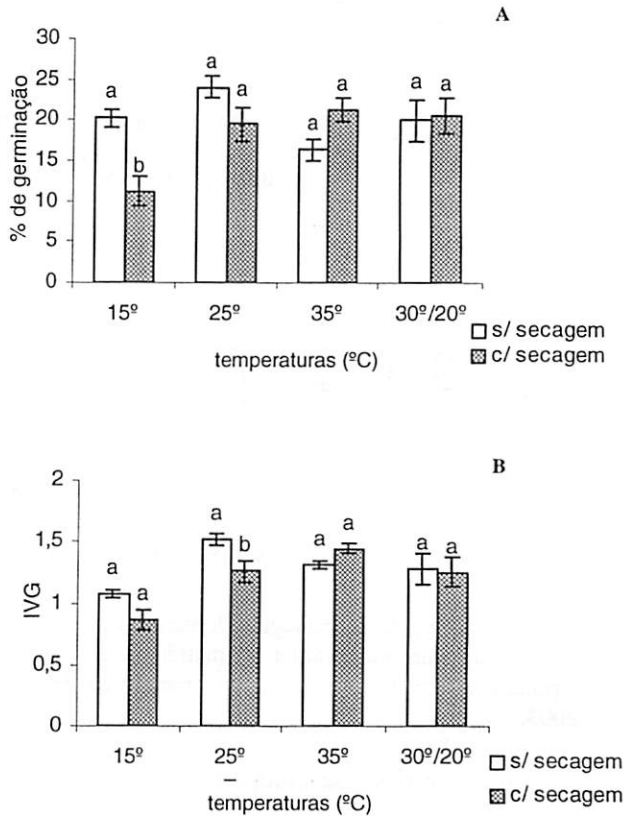 A
30
25
20
15
10
5
0
% de germinação
a
b
a
a
a
a
a
a
15º
25º
35º
30º/20º
temperaturas (ºC)
s/ secagem
c/ secagem
B
2
1,5
1
0,5
0
IVG
a
a
a
b
a
a
a
a
15º
25º
35º
30º/20º
temperaturas (ºC)
s/ secagem
c/ secagem